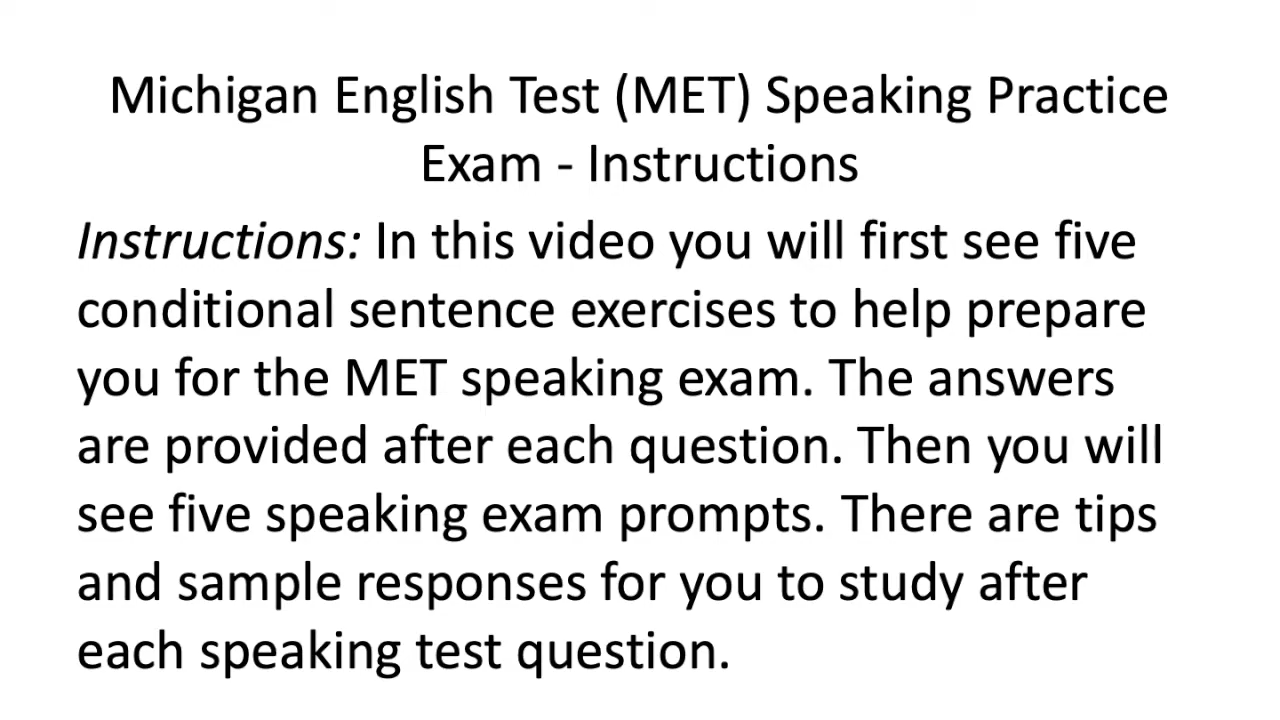 Michigan English Test (MET) Speaking Practice
Exam - Instructions
Instructions: In this video you will first see five
conditional sentence exercises to help prepare
you for the MET speaking exam. The answers
are provided after each question. Then you will
see five speaking exam prompts. There are tips
and sample responses for you to study after
each speaking test question.